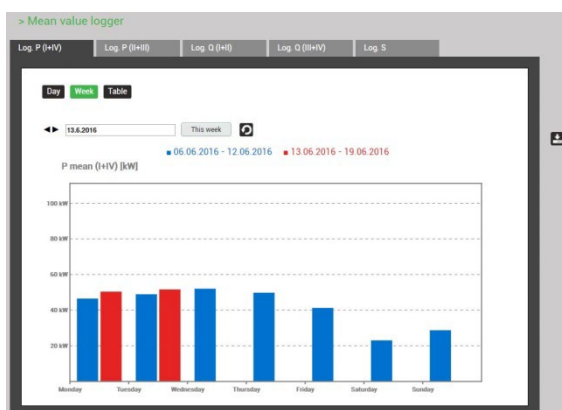 > Mean value logger
Log. P (I+IV) Log. P (II+III) Log. Q (I+II) Log. Q (III+IV) Log. S
Day Week Table
13.6.2016 This week
06.06.2016 - 12.06.2016 13.06.2016 - 19.06.2016
P mean (I+IV) [kW]
100 kW
80 kW
60 kW
40 kW
20 kW
Monday Tuesday Wednesday Thursday Friday Saturday Sunday